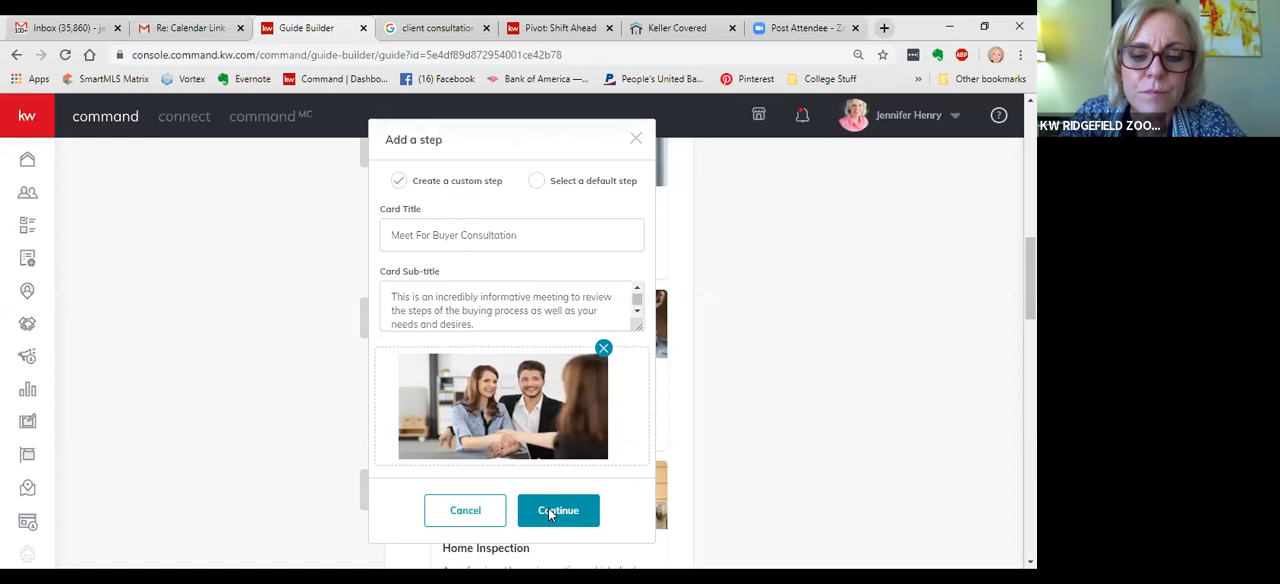 Inbox (35,860) - je
Re: Calendar Link -
Guide Builder
client consultation
Pivot: Shift Ahead
Keller Covered
Post Attendee - Zo
console.command.kw.com/command/guide-builder/guide?id=5e4df89d872954001ce42b78
Apps
SmartMLS Matrix
Vortex
Evernote
Command | Dashbo...
(16) Facebook
Bank of America —...
People's United Ba...
Pinterest
College Stuff
»
Other bookmarks
KW RIDGEFIELD ZOO...
kw
command
connect
command MC
Jennifer Henry
Add a step
Create a custom step
Select a default step
Card Title
Meet For Buyer Consultation
Card Sub-title
This is an incredibly informative meeting to review
the steps of the buying process as well as your
needs and desires.
Cancel
Continue
Home Inspection